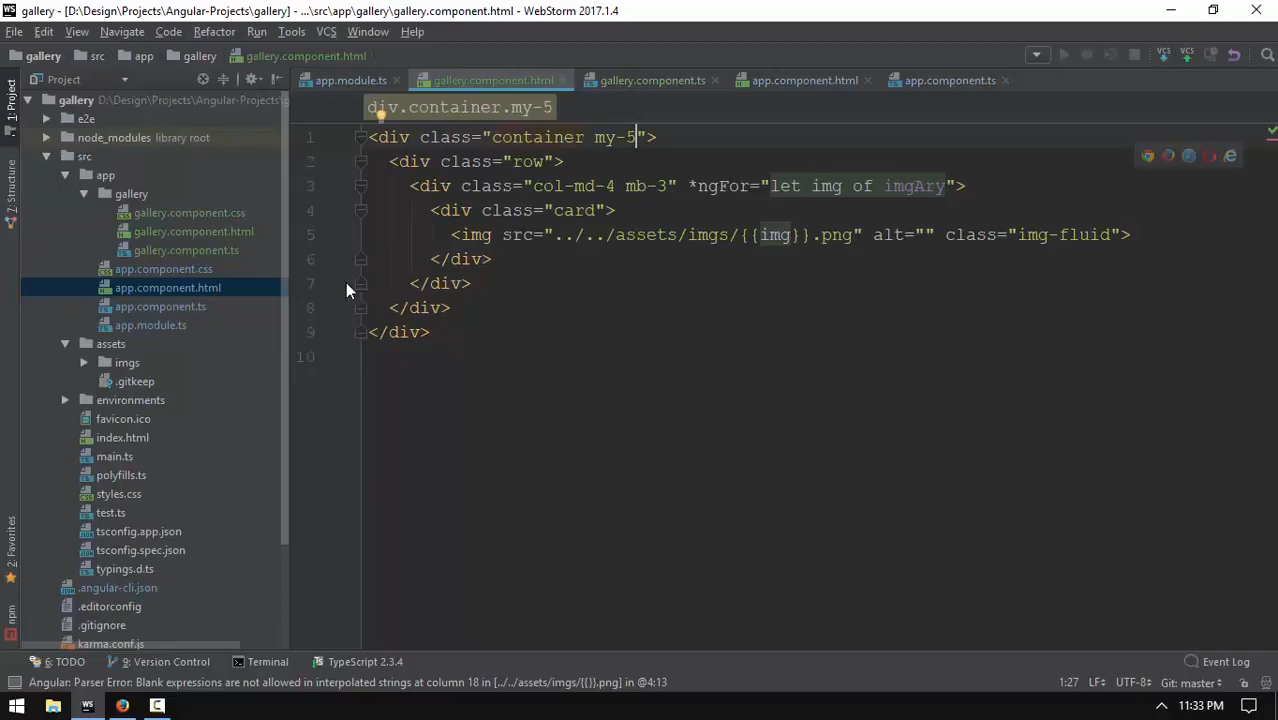 gallery - [D:\Design\Projects\Angular-Projects\gallery] - ...\src\app\gallery\gallery.component.html - WebStorm 2017.1.4
File Edit View Navigate Code Refactor Run Tools VCS Window Help
gallery src app gallery gallery.component.html
1: Project
Project
app.module.ts gallery.component.html gallery.component.ts app.component.html app.component.ts
gallery D:\Design\Projects\Angular-Projects\g
div.container.my-5
e2e
node_modules library root
src
app
gallery
gallery.component.css
gallery.component.html
gallery.component.ts
app.component.css
app.component.html
app.component.ts
app.module.ts
assets
imgs
.gitkeep
environments
favicon.ico
index.html
main.ts
polyfills.ts
styles.css
test.ts
tsconfig.app.json
tsconfig.spec.json
typings.d.ts
.angular-cli.json
.editorconfig
.gitignore
karma.conf.js
7: Structure
2: Favorites
npm
1 <div class="container my-5">
2 <div class="row">
3 <div class="col-md-4 mb-3" *ngFor="let img of imgAry">
4 <div class="card">
5 <img src="../../assets/imgs/{{img}}.png" alt="" class="img-fluid">
6 </div>
7 </div>
8 </div>
9 </div>
10
6: TODO 9: Version Control Terminal TypeScript 2.3.4 Event Log
Angular: Parser Error: Blank expressions are not allowed in interpolated strings at column 18 in [../../assets/imgs/{{}}.png] in @4:13 1:27 LF÷ UTF-8÷ Git: master÷
WS 11:33 PM